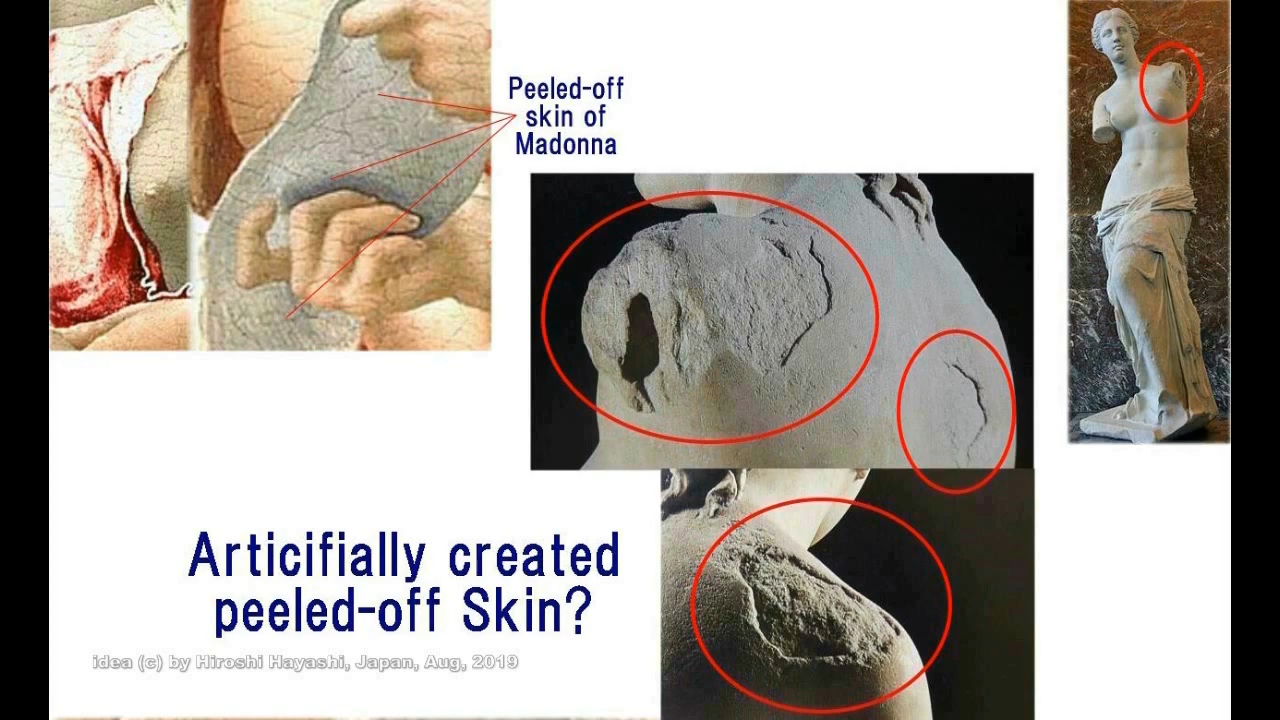 Peeled-off
skin of
Madonna
Articifially created
peeled-off Skin?
idea (c) by Hiroshi Hayashi, Japan, Aug, 2019